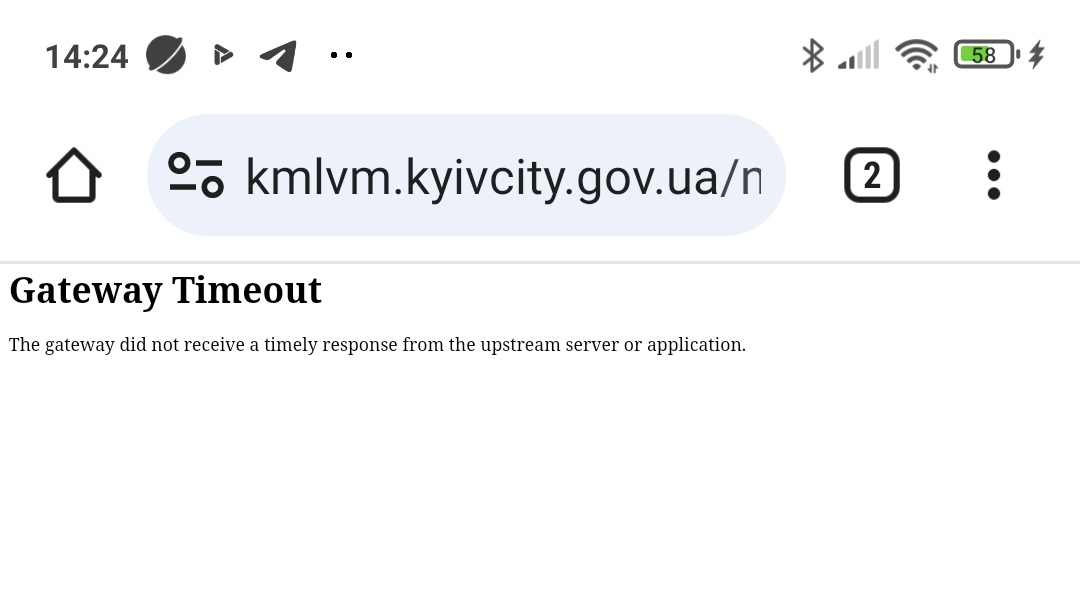 14:24
58
kmlvm.kyivcity.gov.ua/n
2
Gateway Timeout
The gateway did not receive a timely response from the upstream server or application.